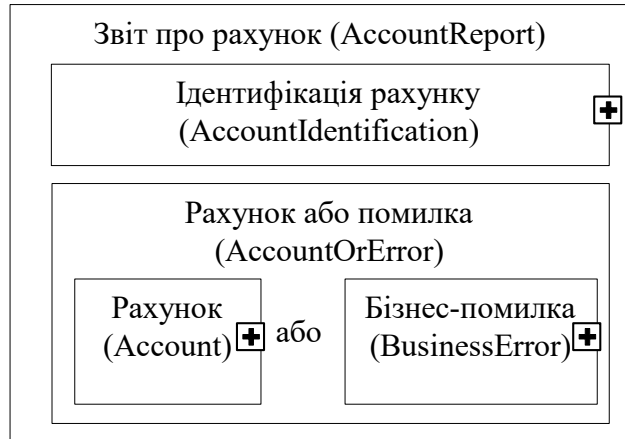 Звіт про рахунок (AccountReport)
Ідентифікація рахунку
(AccountIdentification)
Рахунок або помилка
(AccountOrError)
Рахунок
(Account)
або
Бізнес-помилка
(BusinessError)